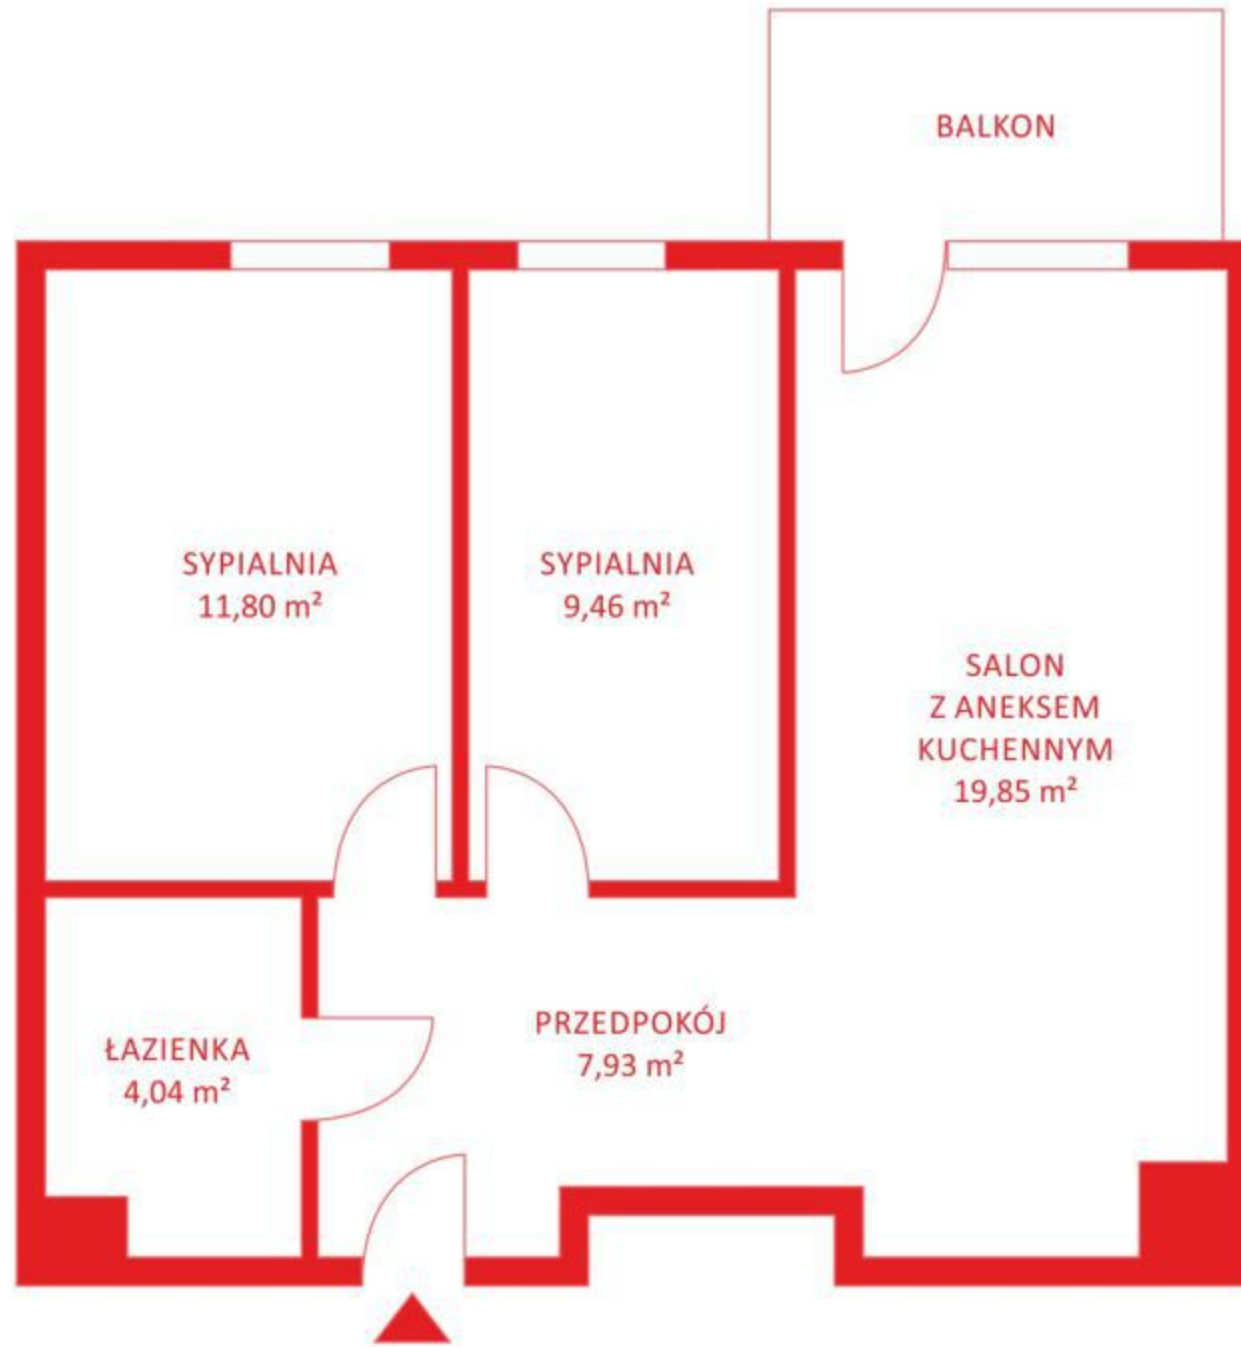 BALKON
SYPIALNIA
11,80 m²
SYPIALNIA
9,46 m²
SALON
Z ANEKSEM
KUCHENNYM
19,85 m²
ŁAZIENKA
4,04 m²
PRZEDPOKÓJ
7,93 m²